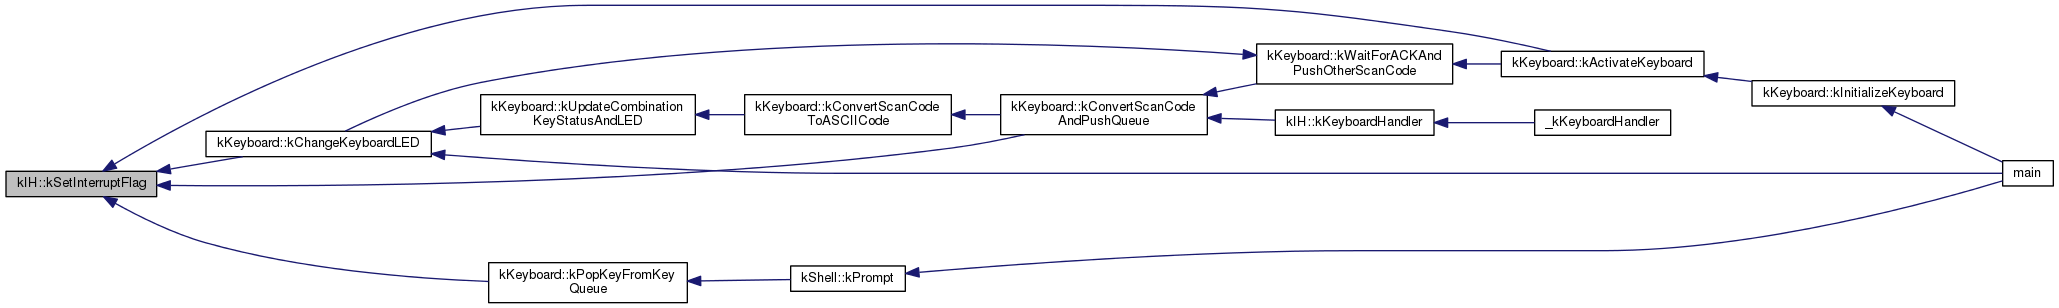 kIH::kSetInterruptFlag
kKeyboard::kChangeKeyboardLED
kKeyboard::kUpdateCombination
KeyStatusAndLED
kKeyboard::kConvertScanCode
ToASCIICode
kKeyboard::kConvertScanCode
AndPushQueue
kKeyboard::kWaitForACKAnd
PushOtherScanCode
kKeyboard::kActivateKeyboard
kKeyboard::kInitializeKeyboard
kIH::kKeyboardHandler
_kKeyboardHandler
main
kKeyboard::kPopKeyFromKey
Queue
kShell::kPrompt